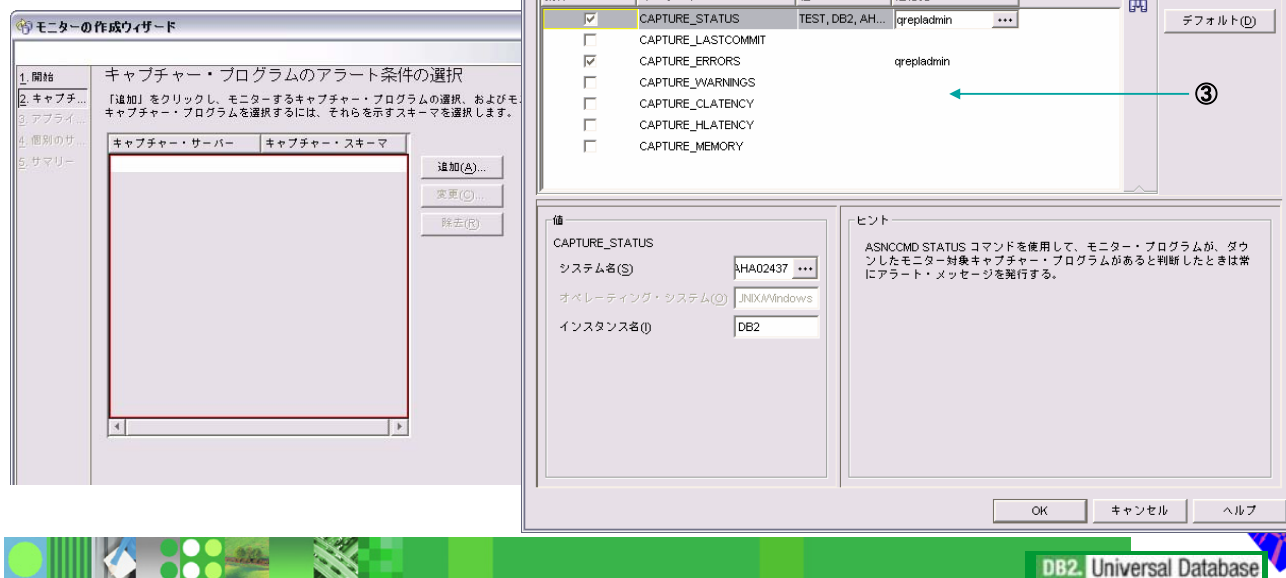 モニターの作成ウィザード
1. 開始
2. キャプチ...
3. アプライ...
4. 個別のサ...
5. サマリー
キャプチャー・プログラムのアラート条件の選択
「追加」をクリックし、モニターするキャプチャー・プログラムの選択、およびモ
キャプチャー・プログラムを選択するには、それらを示すスキーマを選択します。
キャプチャー・サーバー キャプチャー・スキーマ
追加(A)...
変更(C)...
除去(R)
CAPTURE_STATUS TEST, DB2, AH... qrepladmin ...
CAPTURE_LASTCOMMIT
CAPTURE_ERRORS qrepladmin
CAPTURE_WARNINGS
CAPTURE_CLATENCY
CAPTURE_HLATENCY
CAPTURE_MEMORY
デフォルト(D)
③
値
CAPTURE_STATUS
システム名(S) AHA02437 ...
オペレーティング・システム(O) UNIX/Windows
インスタンス名(I) DB2
ヒント
ASNCCMD STATUS コマンドを使用して、モニター・プログラムが、ダウ
ンしたモニター対象キャプチャー・プログラムがあると判断したときは常
にアラート・メッセージを発行する。
OK キャンセル ヘルプ
DB2. Universal Database